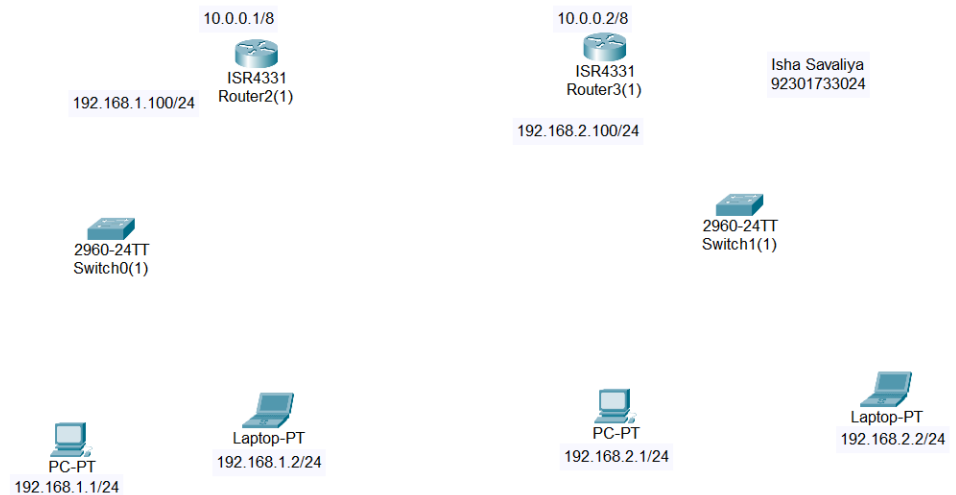 10.0.0.1/8
ISR4331
Router2(1)
192.168.1.100/24
10.0.0.2/8
ISR4331
Router3(1)
192.168.2.100/24
Isha Savaliya
92301733024
2960-24TT
Switch0(1)
2960-24TT
Switch1(1)
PC-PT
192.168.1.1/24
Laptop-PT
192.168.1.2/24
PC-PT
192.168.2.1/24
Laptop-PT
192.168.2.2/24